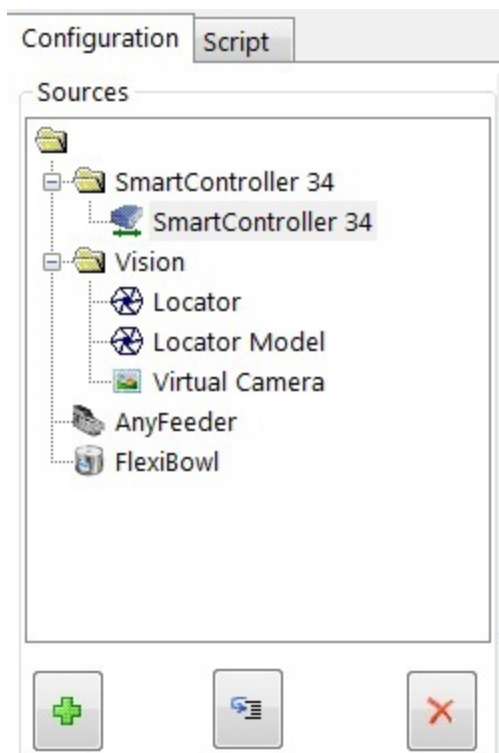 Configuration Script
Sources
SmartController 34
SmartController 34
Vision
Locator
Locator Model
Virtual Camera
AnyFeeder
FlexiBowl